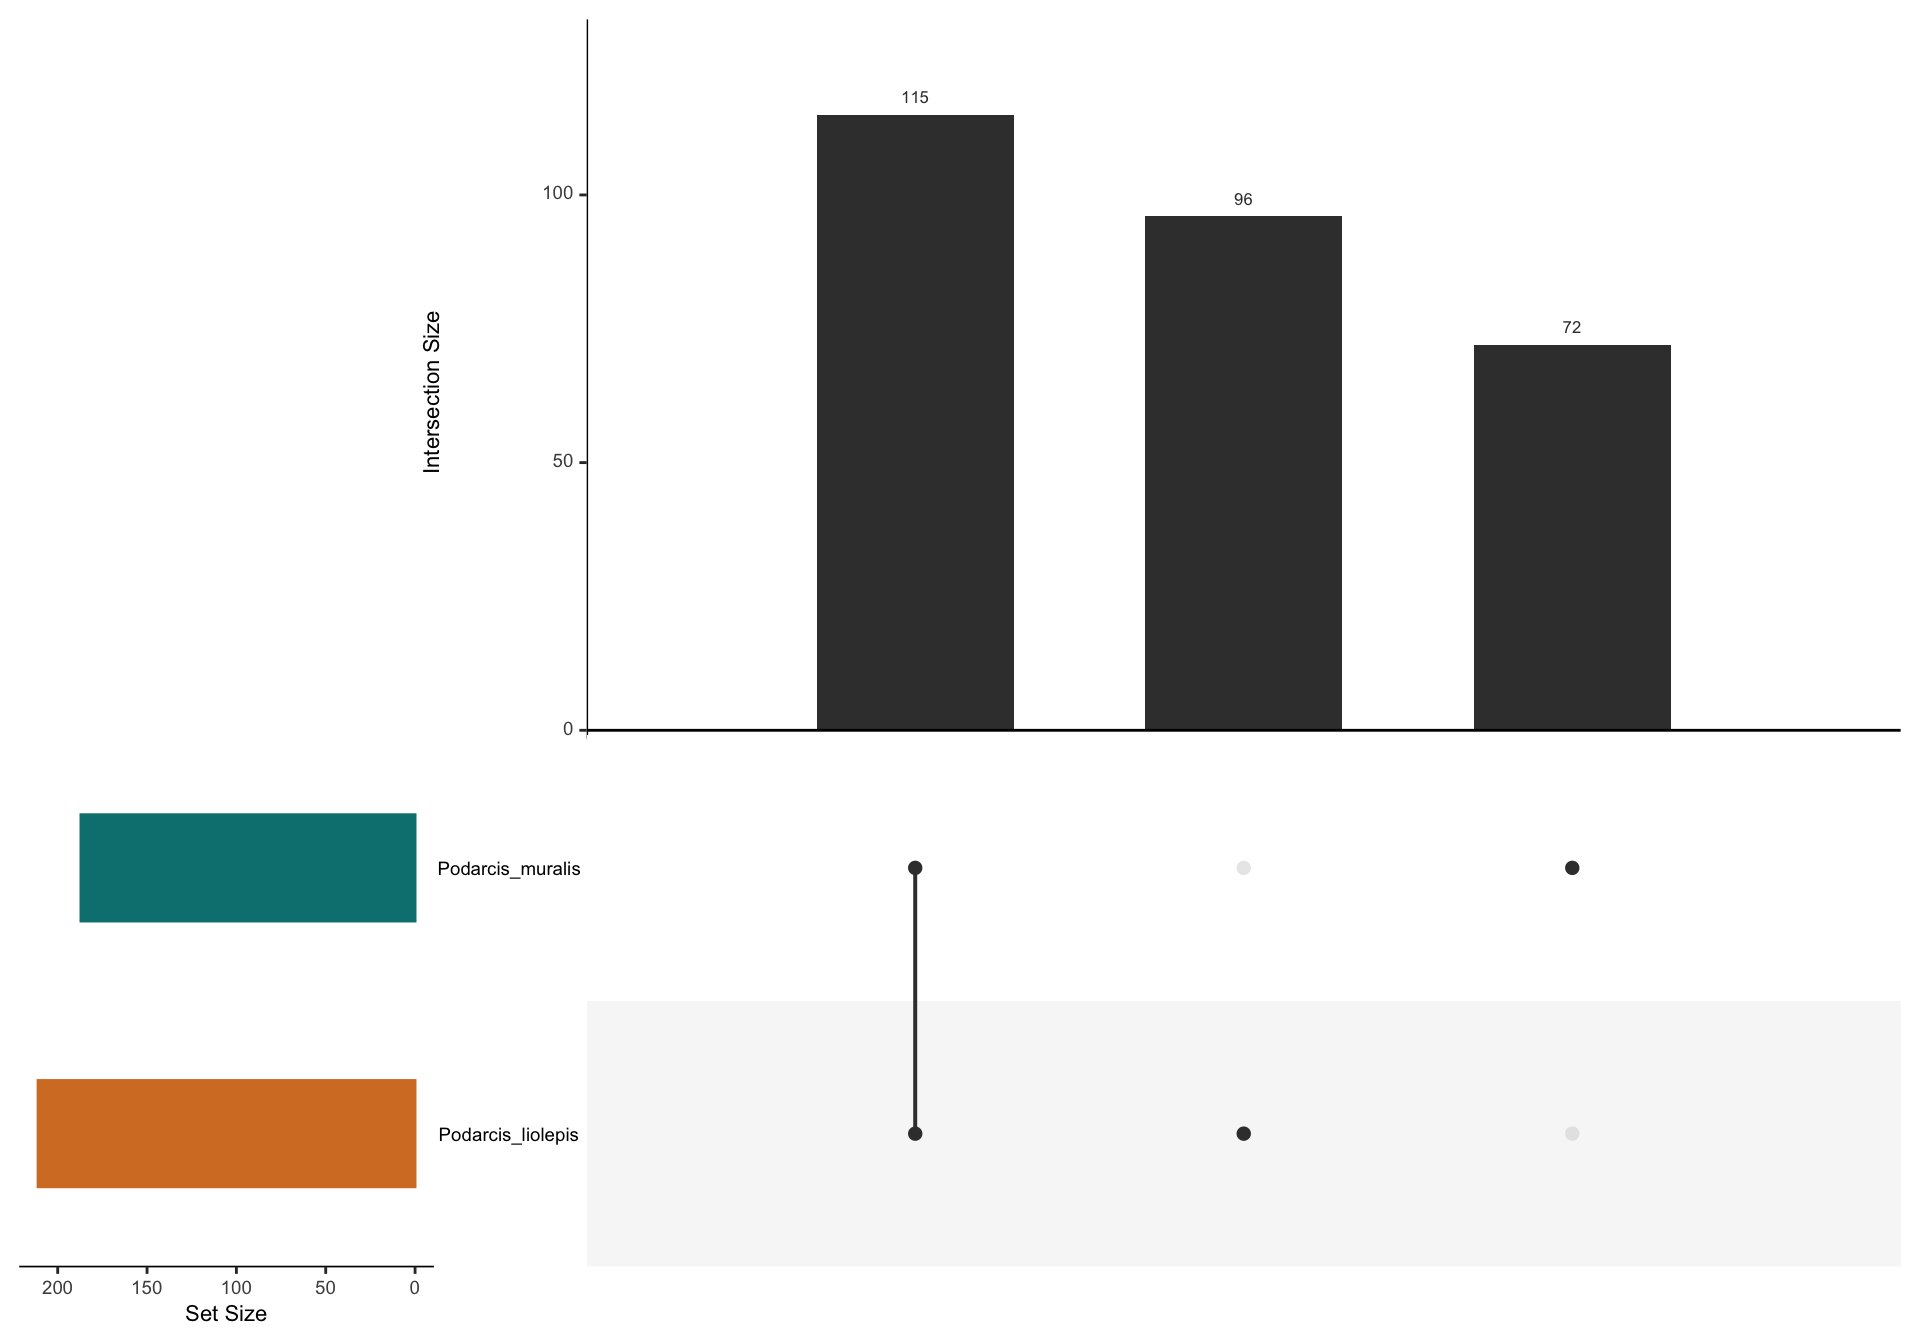 115
96
72
100
50
0
Intersection Size
Podarcis_muralis
Podarcis_liolepis
200 150 100 50 0
Set Size